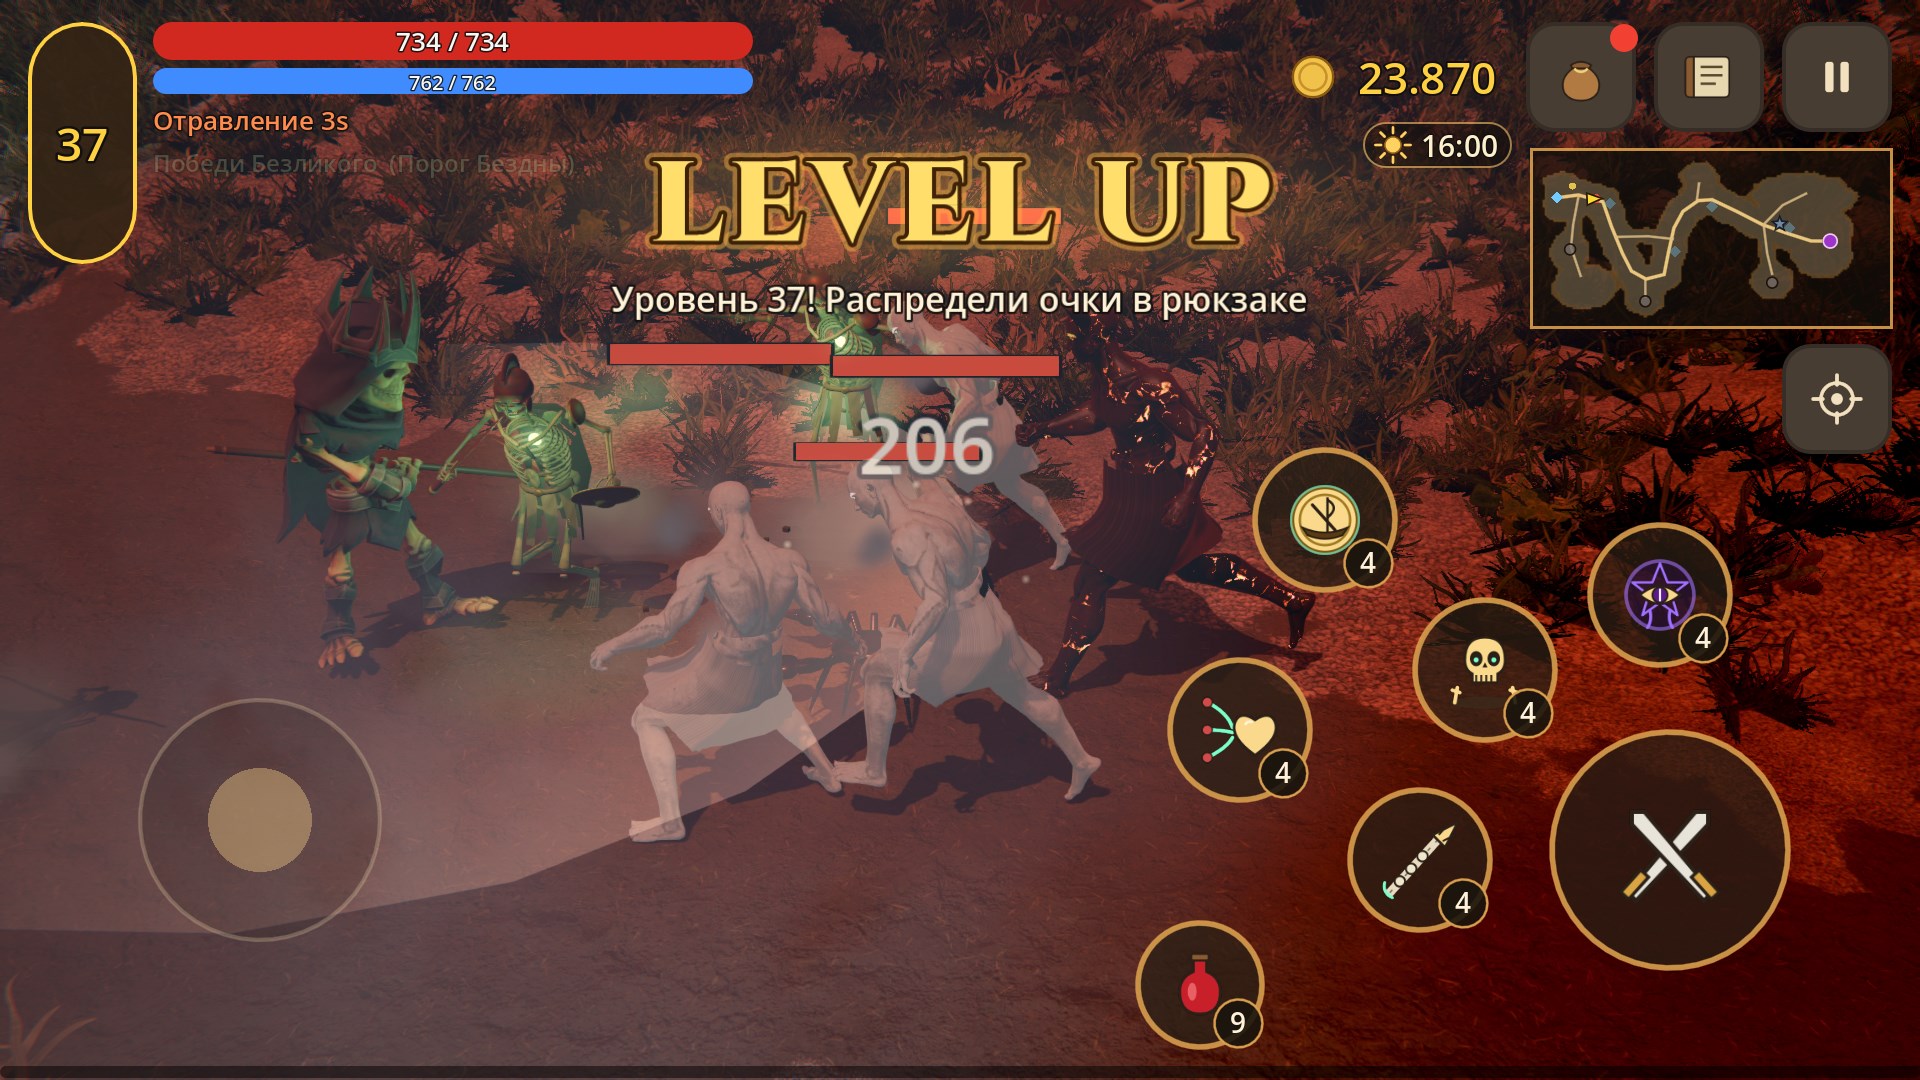 37
734 / 734
762 / 762
Отравление 3s
Победи Безликого (Порог Бездны)
23.870
16:00
LEVEL UP
Уровень 37! Распредели очки в рюкзаке
206
4
4
4
4
4
9